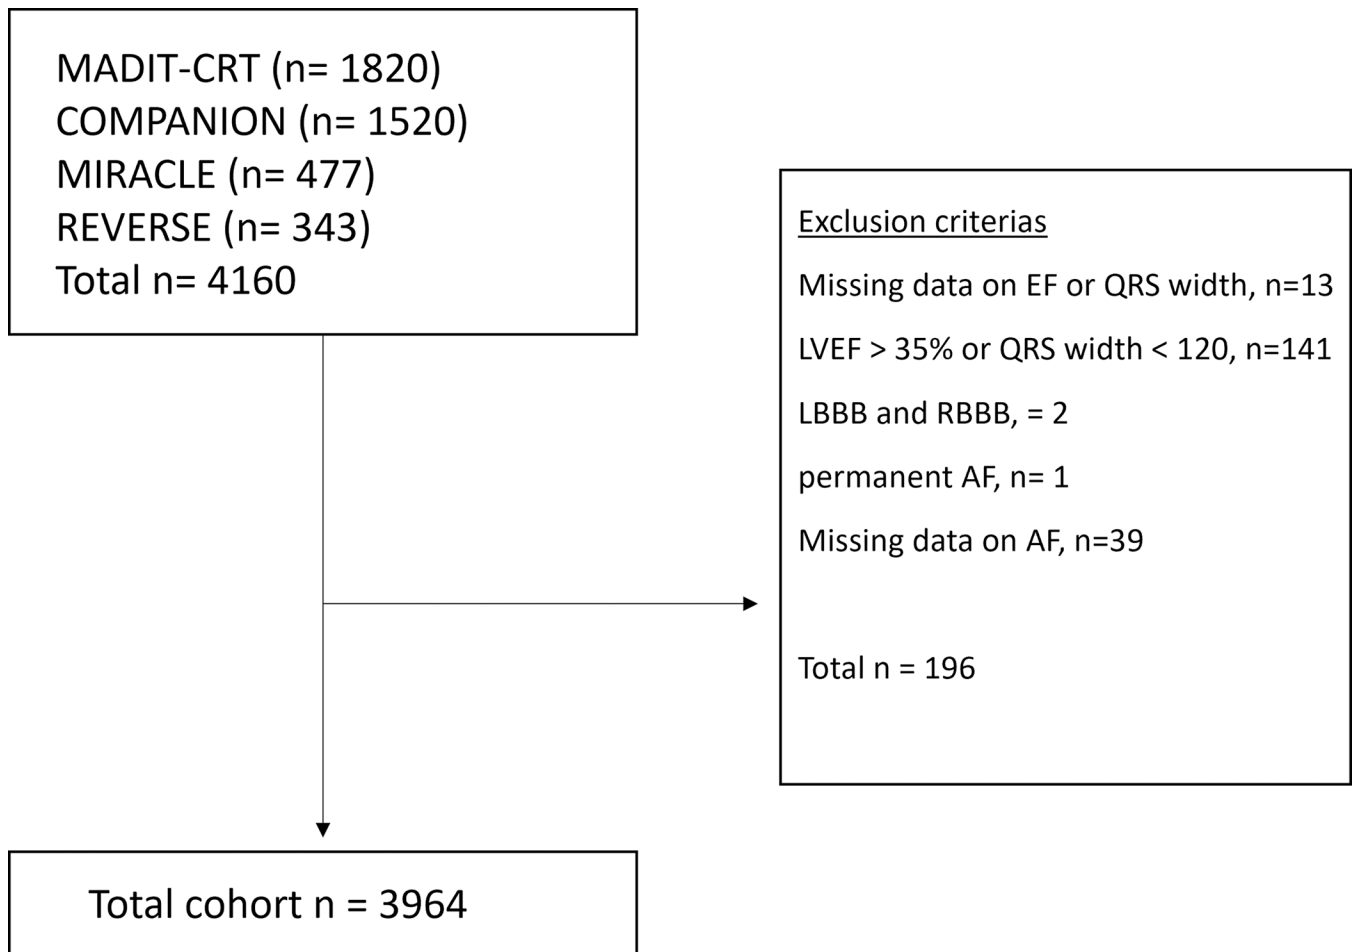 MADIT-CRT (n= 1820)
COMPANION (n= 1520)
MIRACLE (n= 477)
REVERSE (n= 343)
Total n= 4160
Exclusion criterias
Missing data on EF or QRS width, n=13
LVEF > 35% or QRS width < 120, n=141
LBBB and RBBB, = 2
permanent AF, n= 1
Missing data on AF, n=39
Total n = 196
Total cohort n = 3964